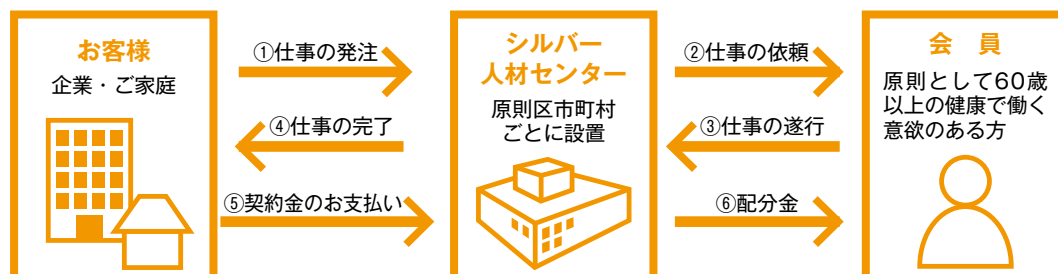 お客様
企業・ご家庭
①仕事の発注
④仕事の完了
⑤契約金のお支払い
シルバー
人材センター
原則区市町村
ごとに設置
②仕事の依頼
③仕事の遂行
⑥配分金
会　員
原則として60歳
以上の健康で働く
意欲のある方